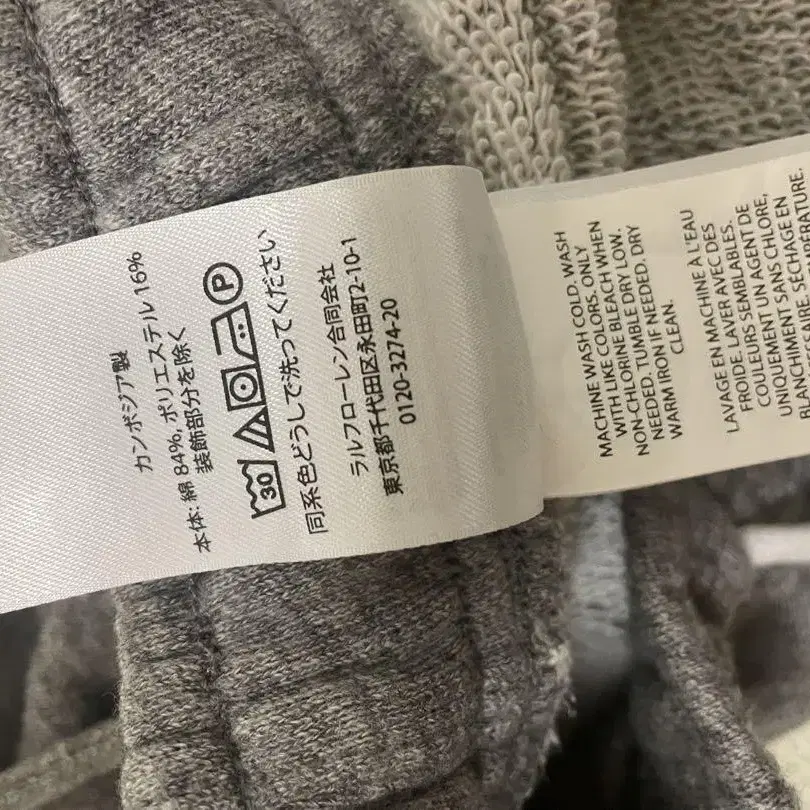 カンボジア製
本体: 綿 84%, ポリエステル 16%
装飾部分を除く
30 P
同系色どうしで洗ってください
ラルフローレン合同会社
東京都千代田区永田町2-10-1
0120-3274-20
MACHINE WASH COLD. WASH
WITH LIKE COLORS. ONLY
NON-CHLORINE BLEACH WHEN
NEEDED. TUMBLE DRY LOW.
WARM IRON IF NEEDED. DRY
CLEAN.
LAVAGE EN MACHINE À L'EAU
FROIDE. LAVER AVEC DES
COULEURS SEMBLABLES.
UNIQUEMENT UN AGENT DE
BLANCHIMENT SANS CHLORE,